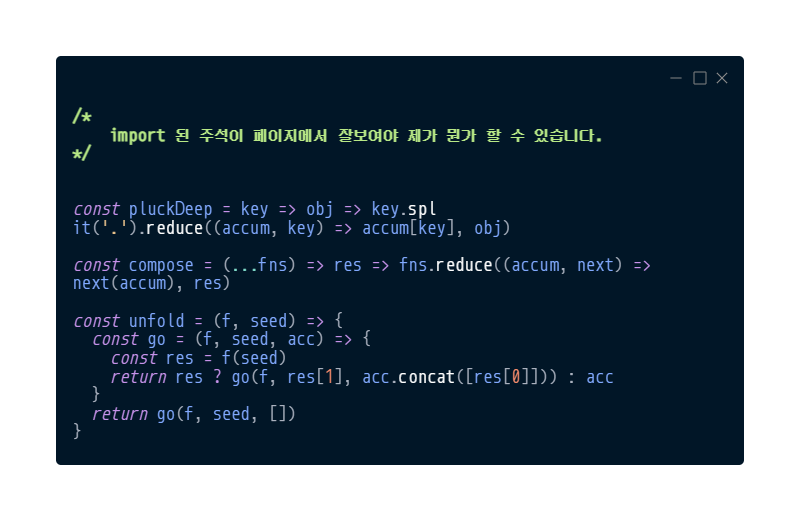 /*
    import 된 주석이 페이지에서 잘보여야 제가 뭔가 할 수 있습니다.
*/
const pluckDeep = key => obj => key.spl
it('.').reduce((accum, key) => accum[key], obj)
const compose = (...fns) => res => fns.reduce((accum, next) =>
next(accum), res)
const unfold = (f, seed) => {
  const go = (f, seed, acc) => {
    const res = f(seed)
    return res ? go(f, res[1], acc.concat([res[0]])) : acc
  }
  return go(f, seed, [])
}